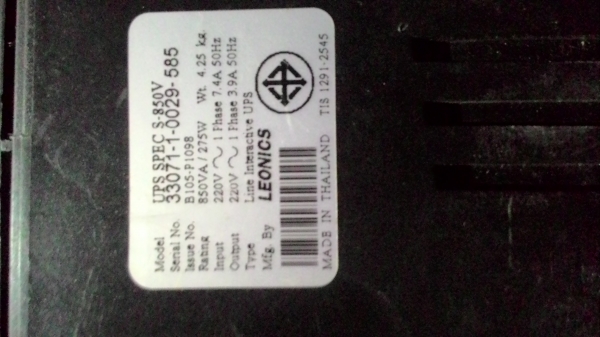 Model UPS SPEC S-850V
Serial No. 33071-1-0029-585
Issue No. B105-P1098
Rating 850VA / 275W Wt. 4.25 kg.
Input 220V ~ 1 Phase 7.4A 50Hz
Output 220V ~ 1 Phase 3.9A 50Hz
Type Line Interactive UPS
Mfg. By LEONICS
MADE IN THAILAND TIS 1291-2545